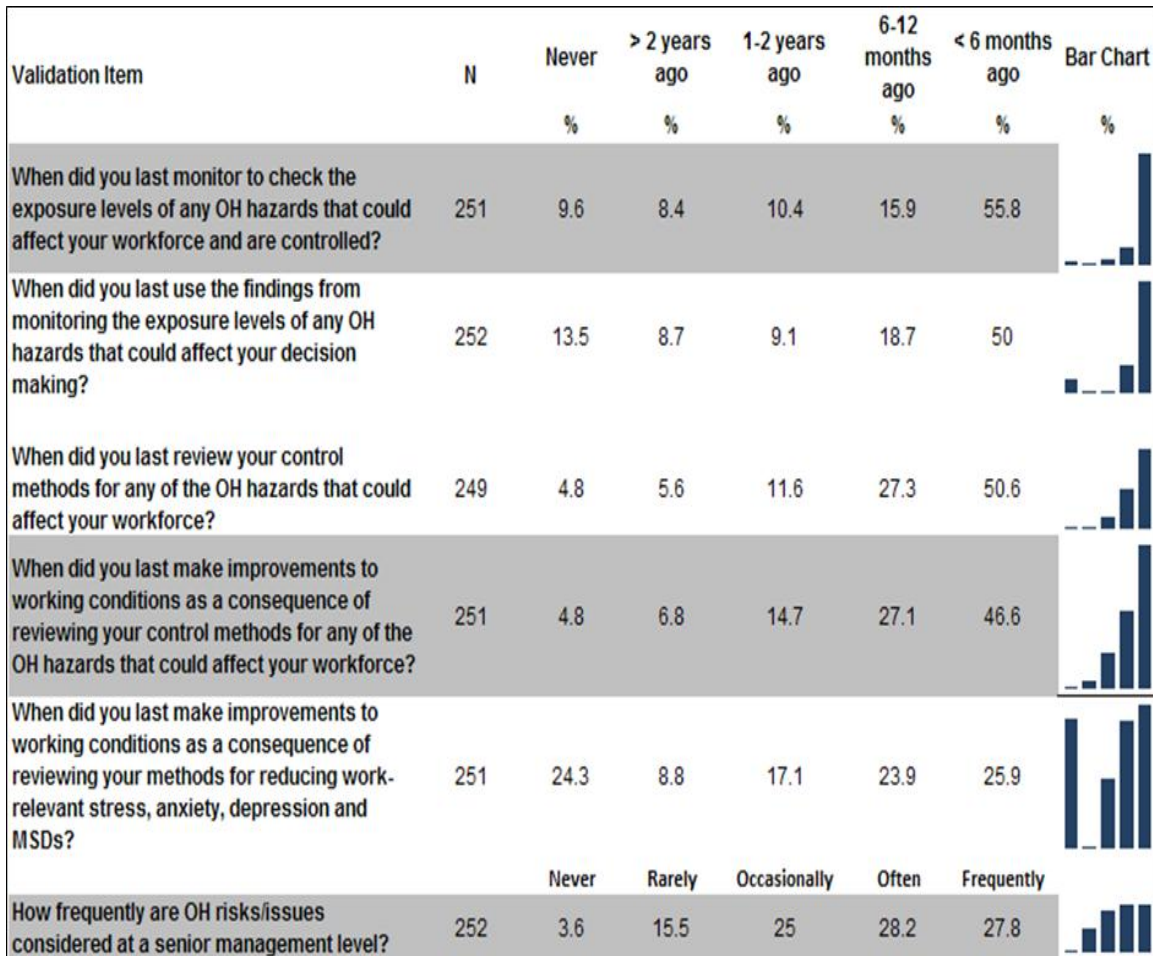 Validation Item N Never > 2 years ago 1-2 years ago 6-12 months ago < 6 months ago Bar Chart
% % % % % %
When did you last monitor to check the
exposure levels of any OH hazards that could 251 9.6 8.4 10.4 15.9 55.8
affect your workforce and are controlled?
When did you last use the findings from
monitoring the exposure levels of any OH
hazards that could affect your decision 252 13.5 8.7 9.1 18.7 50
making?
When did you last review your control
methods for any of the OH hazards that could 249 4.8 5.6 11.6 27.3 50.6
affect your workforce?
When did you last make improvements to
working conditions as a consequence of
reviewing your control methods for any of the 251 4.8 6.8 14.7 27.1 46.6
OH hazards that could affect your workforce?
When did you last make improvements to
working conditions as a consequence of
reviewing your methods for reducing work- 251 24.3 8.8 17.1 23.9 25.9
relevant stress, anxiety, depression and
MSDs?
Never Rarely Occasionally Often Frequently
How frequently are OH risks/issues
considered at a senior management level? 252 3.6 15.5 25 28.2 27.8